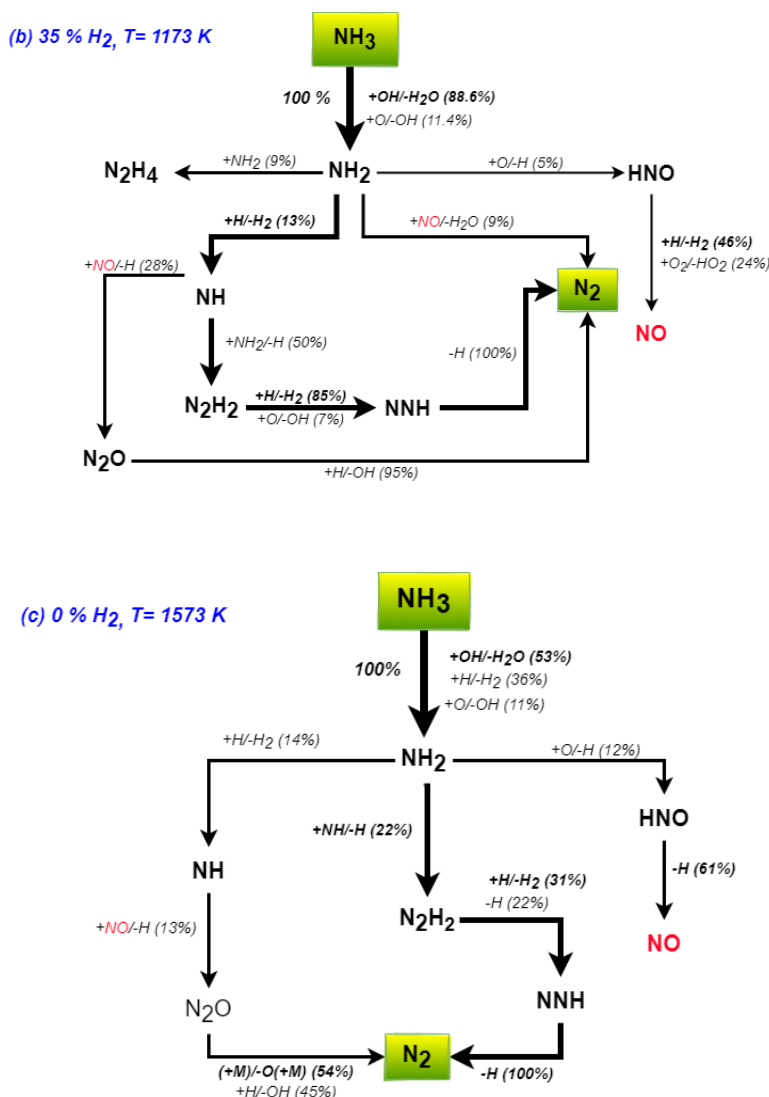 (b) 35 % H₂, T= 1173 K
NH₃
100 %
+OH/-H₂O (88.6%)
+O/-OH (11.4%)
N₂H₄
+NH₂ (9%)
NH₂
+O/-H (5%)
HNO
+H/-H₂ (13%)
+NO/-H₂O (9%)
+H/-H₂ (46%)
+O₂/-HO₂ (24%)
+NO/-H (28%)
NH
N₂
NO
+NH₂/-H (50%)
-H (100%)
N₂H₂
+H/-H₂ (85%)
+O/-OH (7%)
NNH
N₂O
+H/-OH (95%)
(c) 0 % H₂, T= 1573 K
NH₃
100%
+OH/-H₂O (53%)
+H/-H₂ (36%)
+O/-OH (11%)
+H/-H₂ (14%)
NH₂
+O/-H (12%)
+NH/-H (22%)
HNO
NH
+H/-H₂ (31%)
-H (22%)
-H (61%)
N₂H₂
+NO/-H (13%)
NO
N₂O
NNH
(+M)/-O(+M) (54%)
+H/-OH (45%)
N₂
-H (100%)